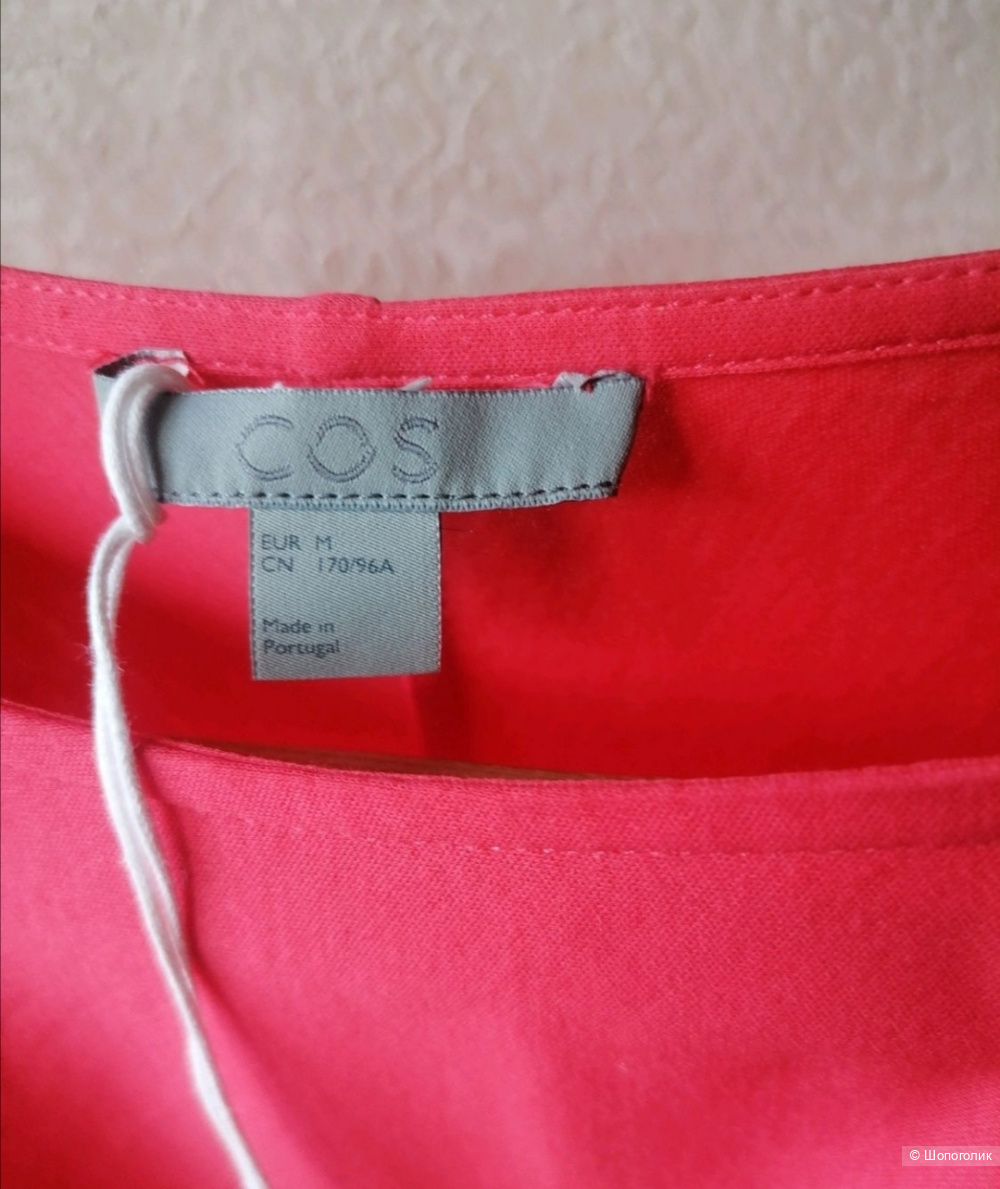 COS
EUR M
CN 170/96A
Made in
Portugal
© Шопоголик